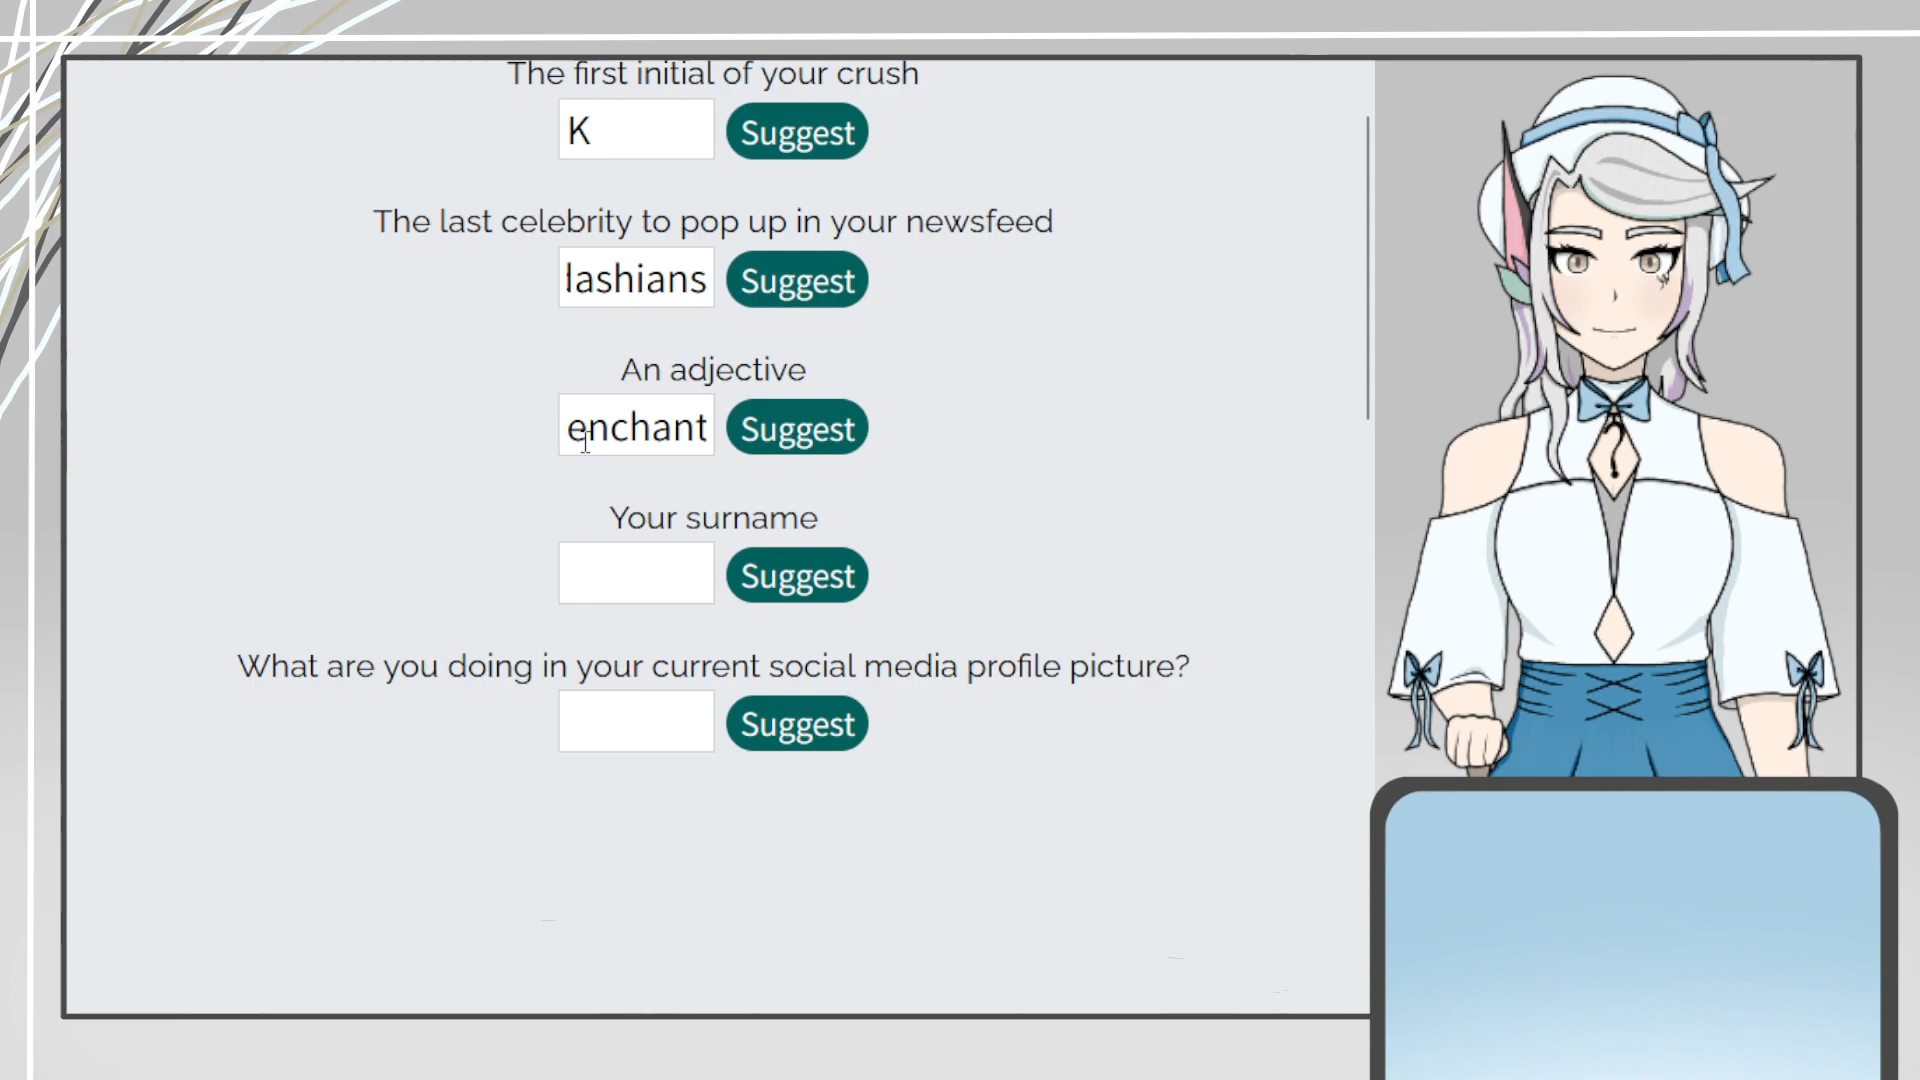 The first initial of your crush
K Suggest
The last celebrity to pop up in your newsfeed
dashians Suggest
An adjective
enchant Suggest
Your surname
Suggest
What are you doing in your current social media profile picture?
Suggest
?